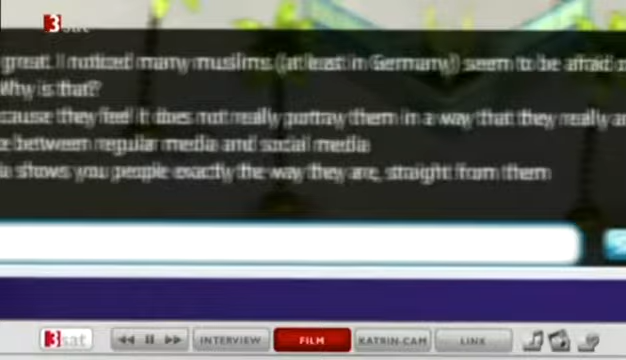 3sat
great. I noticed many muslims (at least in Germany) seem to be afraid
Why is that?
cause they feel it does not really portray them in a way that they really
between regular media and social media
shows you people exactly the way they are, straight from them
3sat
INTERVIEW
FILM
KATRIN-CAM
LINK